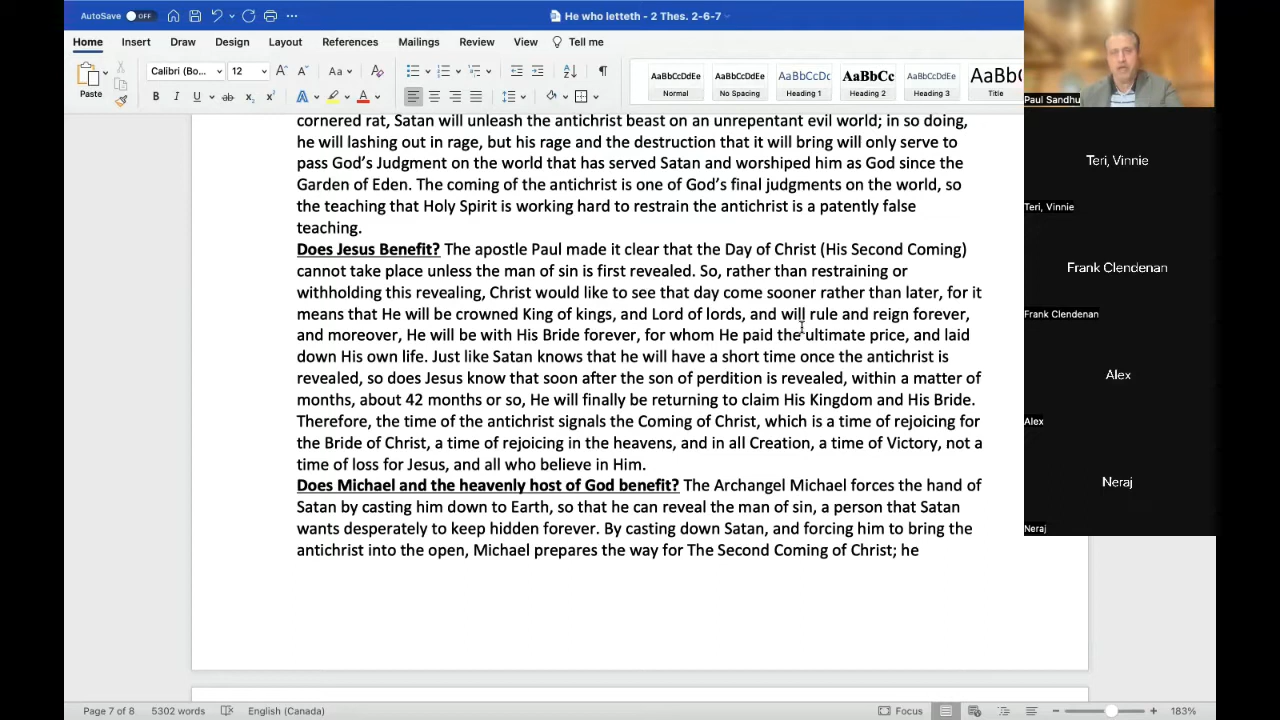 AutoSave OFF
He who letteth - 2 Thes. 2-6-7
Home Insert Draw Design Layout References Mailings Review View Tell me
Paste
Calibri (Bo... 12
AaBbCcDdEe Normal
AaBbCcDdEe No Spacing
AaBbCcDc Heading 1
AaBbCc Heading 2
AaBbCcDdEe Heading 3
AaBbC Title
cornered rat, Satan will unleash the antichrist beast on an unrepentant evil world; in so doing,
he will lashing out in rage, but his rage and the destruction that it will bring will only serve to
pass God's Judgment on the world that has served Satan and worshiped him as God since the
Garden of Eden. The coming of the antichrist is one of God's final judgments on the world, so
the teaching that Holy Spirit is working hard to restrain the antichrist is a patently false
teaching.
Does Jesus Benefit? The apostle Paul made it clear that the Day of Christ (His Second Coming)
cannot take place unless the man of sin is first revealed. So, rather than restraining or
withholding this revealing, Christ would like to see that day come sooner rather than later, for it
means that He will be crowned King of kings, and Lord of lords, and will rule and reign forever,
and moreover, He will be with His Bride forever, for whom He paid the ultimate price, and laid
down His own life. Just like Satan knows that he will have a short time once the antichrist is
revealed, so does Jesus know that soon after the son of perdition is revealed, within a matter of
months, about 42 months or so, He will finally be returning to claim His Kingdom and His Bride.
Therefore, the time of the antichrist signals the Coming of Christ, which is a time of rejoicing for
the Bride of Christ, a time of rejoicing in the heavens, and in all Creation, a time of Victory, not a
time of loss for Jesus, and all who believe in Him.
Does Michael and the heavenly host of God benefit? The Archangel Michael forces the hand of
Satan by casting him down to Earth, so that he can reveal the man of sin, a person that Satan
wants desperately to keep hidden forever. By casting down Satan, and forcing him to bring the
antichrist into the open, Michael prepares the way for The Second Coming of Christ; he
Page 7 of 8 5302 words English (Canada) Focus 183%
Paul Sandhu
Teri, Vinnie
Teri, Vinnie
Frank Clendenan
Frank Clendenan
Alex
Alex
Neraj
Neraj